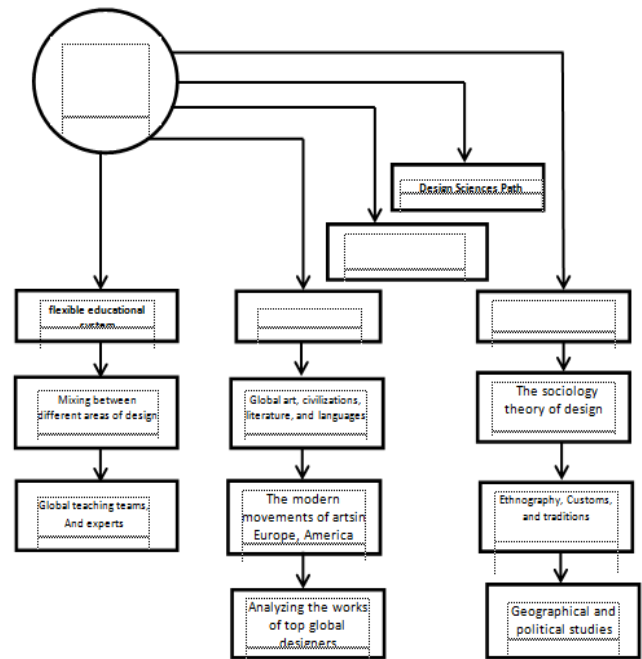 Design Sciences Path
flexible educational
system
Mixing between
different areas of design
Global teaching teams,
And experts
Global art, civilizations,
literature, and languages
The modern
movements of artsin
Europe, America
Analyzing the works
of top global
designers
The sociology
theory of design
Ethnography, Customs,
and traditions
Geographical and
political studies